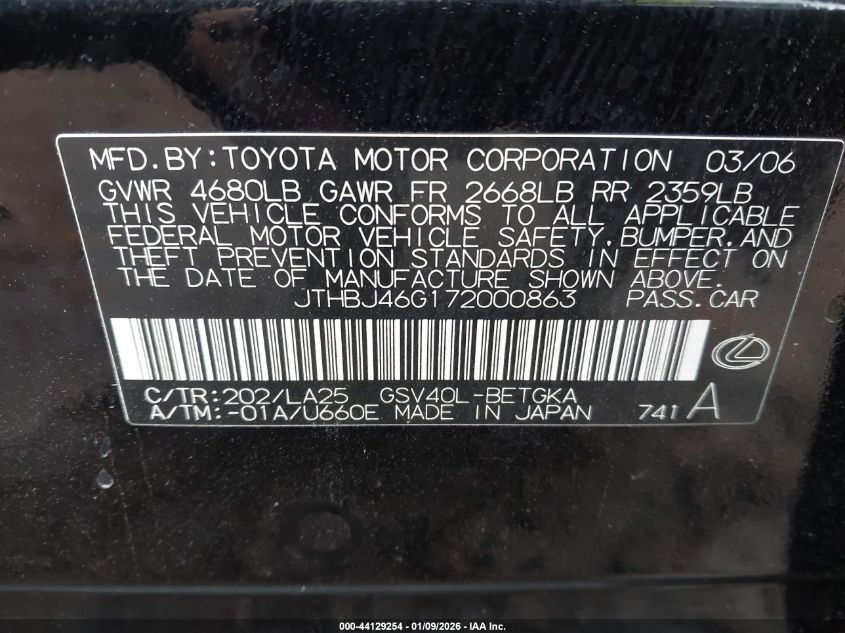 MFD.BY:TOYOTA MOTOR CORPORATION 03/06
GVWR 4680LB GAWR FR 2668LB RR 2359LB
THIS VEHICLE CONFORMS TO ALL APPLICABLE
FEDERAL MOTOR VEHICLE SAFETY,BUMPER,AND
THEFT PREVENTION STANDARDS IN EFFECT ON
THE DATE OF MANUFACTURE SHOWN ABOVE.
JTHBJ46G172000863 PASS.CAR
C/TR:202/LA25 GSV40L-BETGKA
A/TM:-01A/U660E MADE IN JAPAN 741 A
000-44129254 - 01/09/2026 - IAA Inc.